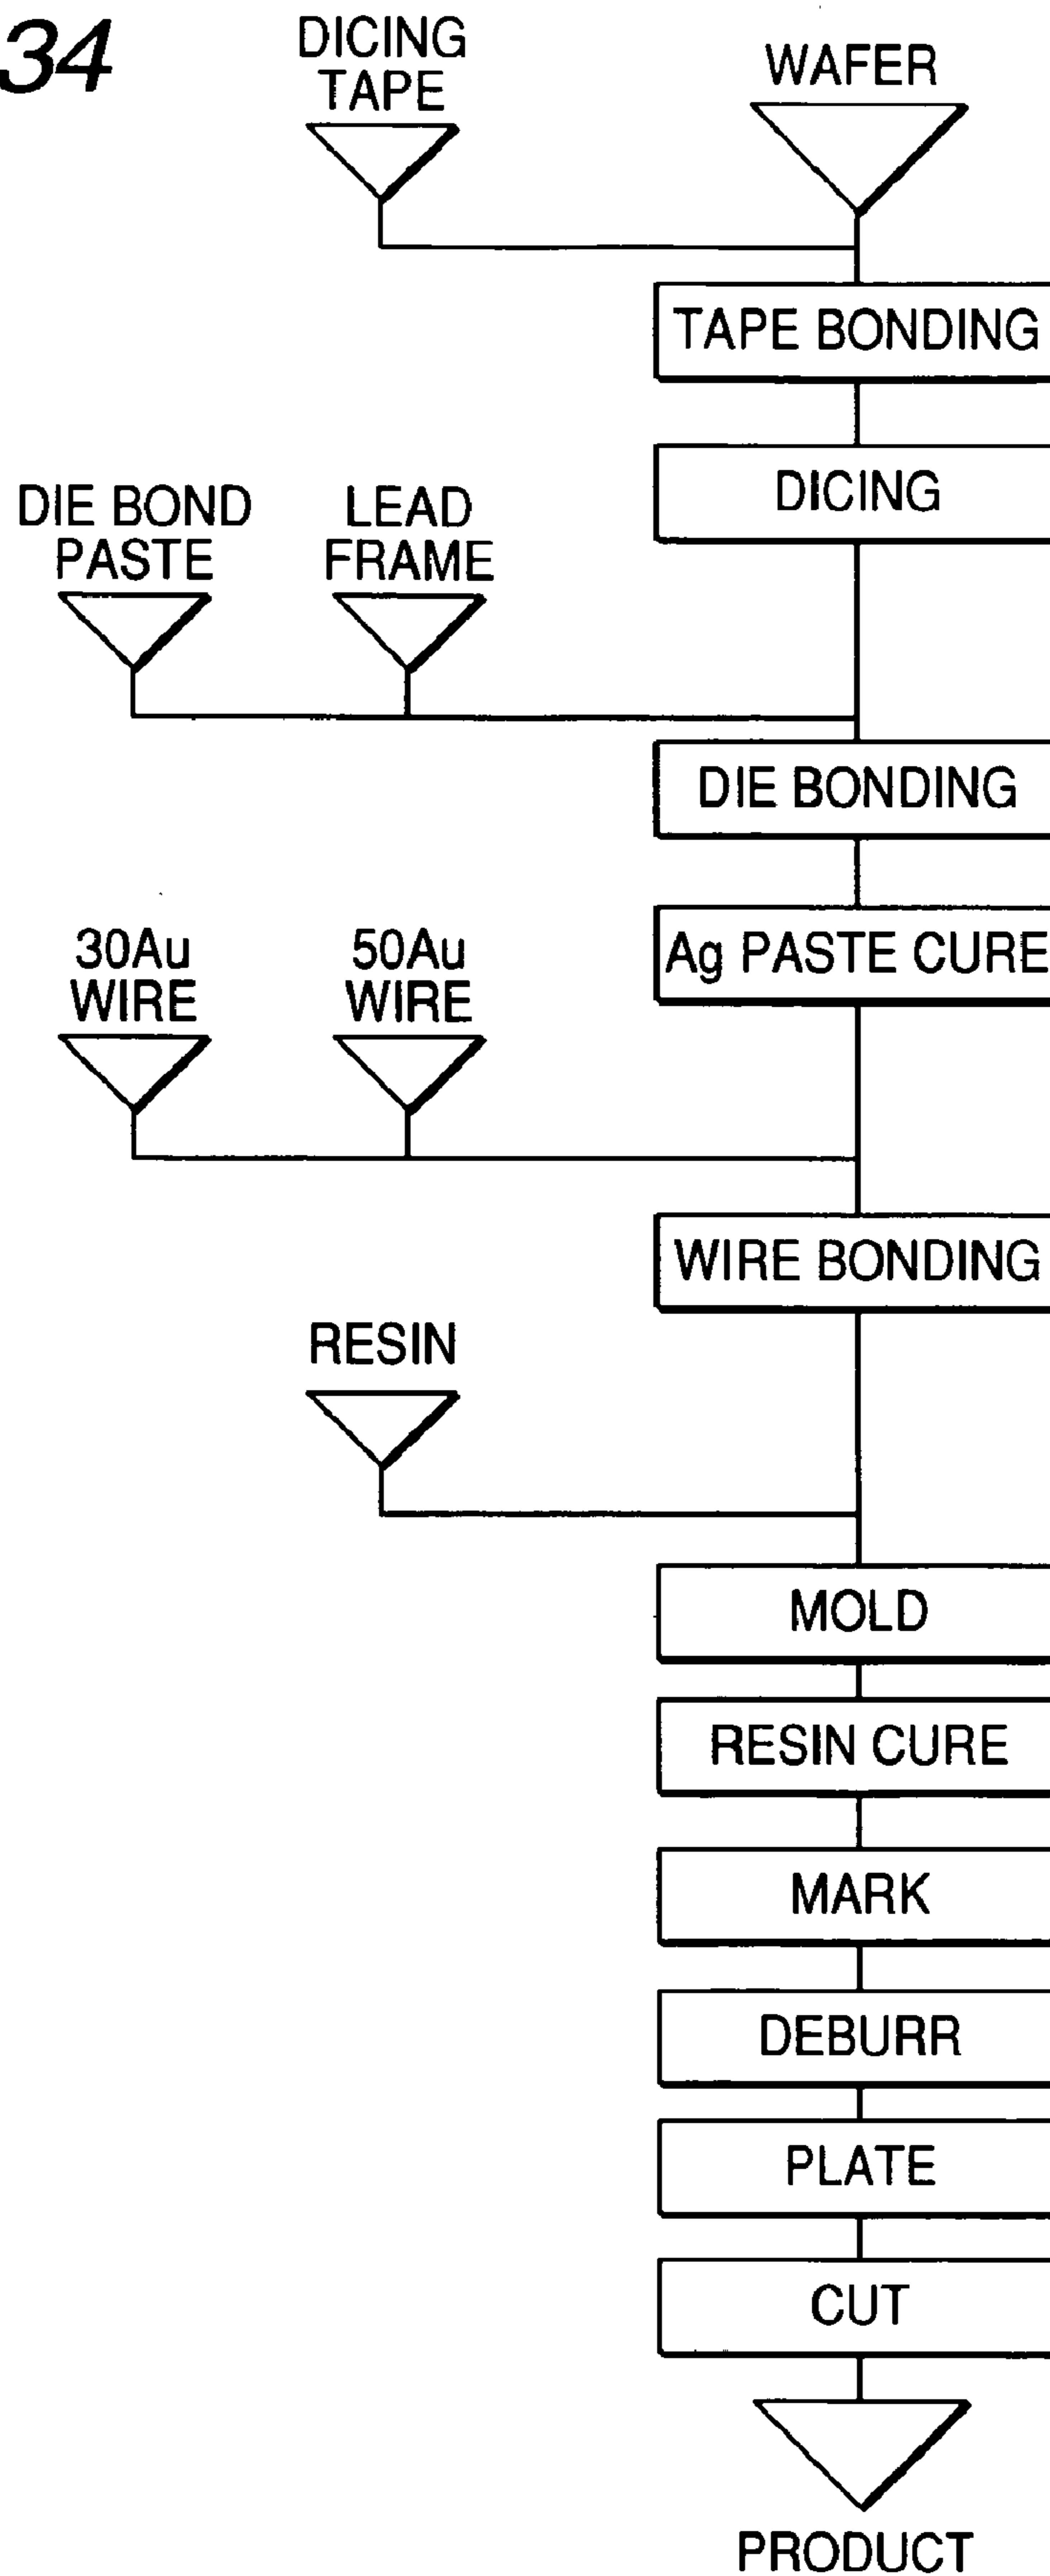 34
DICING
TAPE
WAFER
TAPE BONDING
DICING
DIE BOND
PASTE
LEAD
FRAME
DIE BONDING
Ag PASTE CURE
30Au
WIRE
50Au
WIRE
WIRE BONDING
RESIN
MOLD
RESIN CURE
MARK
DEBURR
PLATE
CUT
PRODUCT